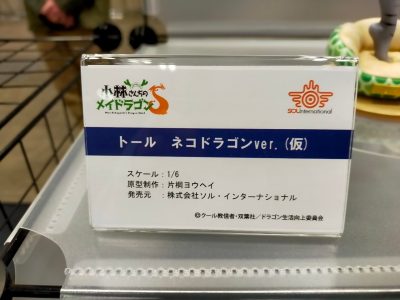 小林さんちの
メイドラゴンS
SOL International
トール　ネコドラゴンver.(仮)
スケール：1/6
原型制作：片桐ヨウヘイ
発売元　：株式会社ソル・インターナショナル
©クール教信者・双葉社／ドラゴン生活向上委員会